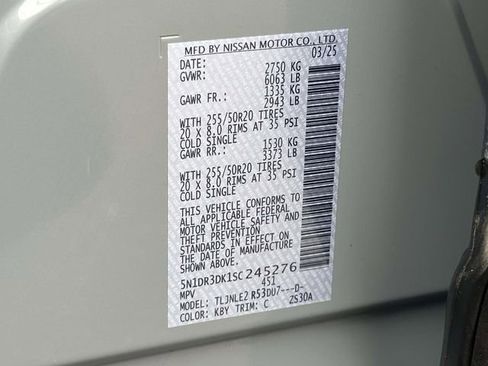 MFD BY NISSAN MOTOR CO., LTD.
DATE: 03/25
GVWR: 2750 KG
6063 LB
GAWR FR.: 1335 KG
2943 LB
WITH 255/50R20 TIRES
20 X 8.0 RIMS AT 35 PSI
COLD SINGLE
GAWR RR.: 1530 KG
3373 LB
WITH 255/50R20 TIRES
20 X 8.0 RIMS AT 35 PSI
COLD SINGLE
THIS VEHICLE CONFORMS TO
ALL APPLICABLE FEDERAL
MOTOR VEHICLE SAFETY AND
THEFT PREVENTION
STANDARDS IN EFFECT ON
THE DATE OF MANUFACTURE
5N1DR3DK1SC245276
MPV 451
MODEL: TLJNLE2 R53DU7---D-
COLOR: KBY TRIM: C ZS30A